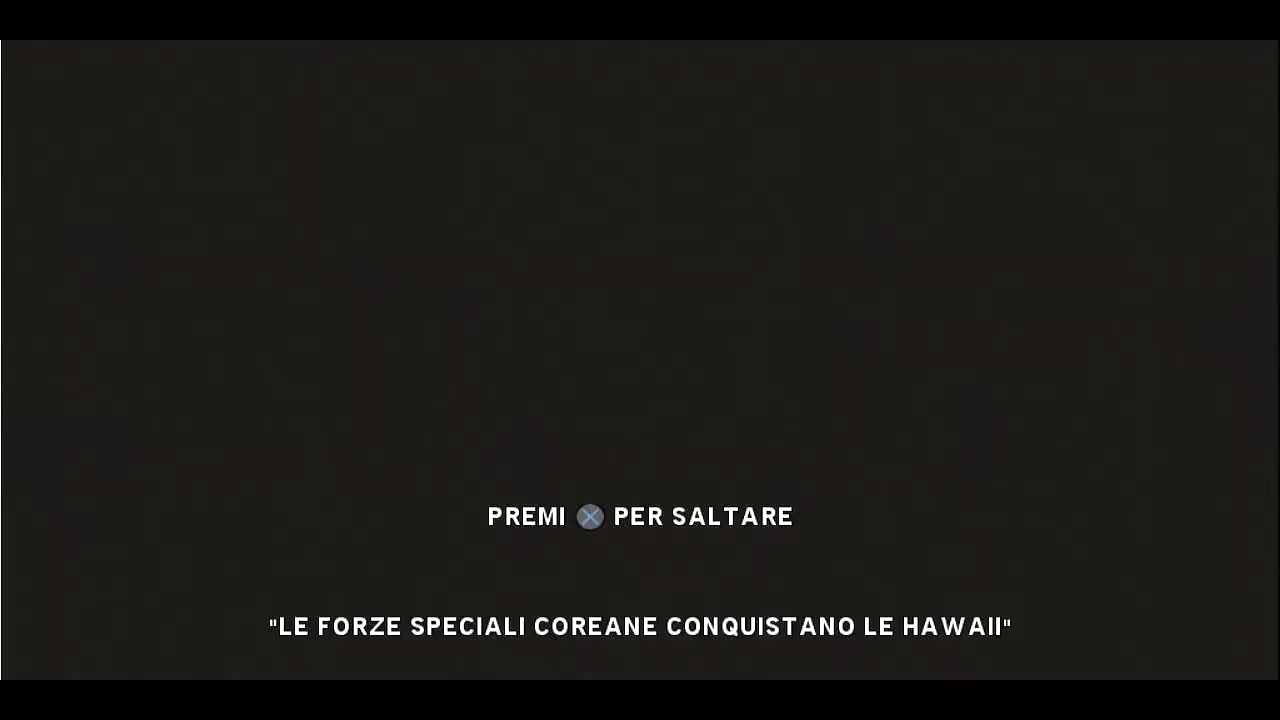 PREMI PER SALTARE
"LE FORZE SPECIALI COREANE CONQUISTANO LE HAWAII"